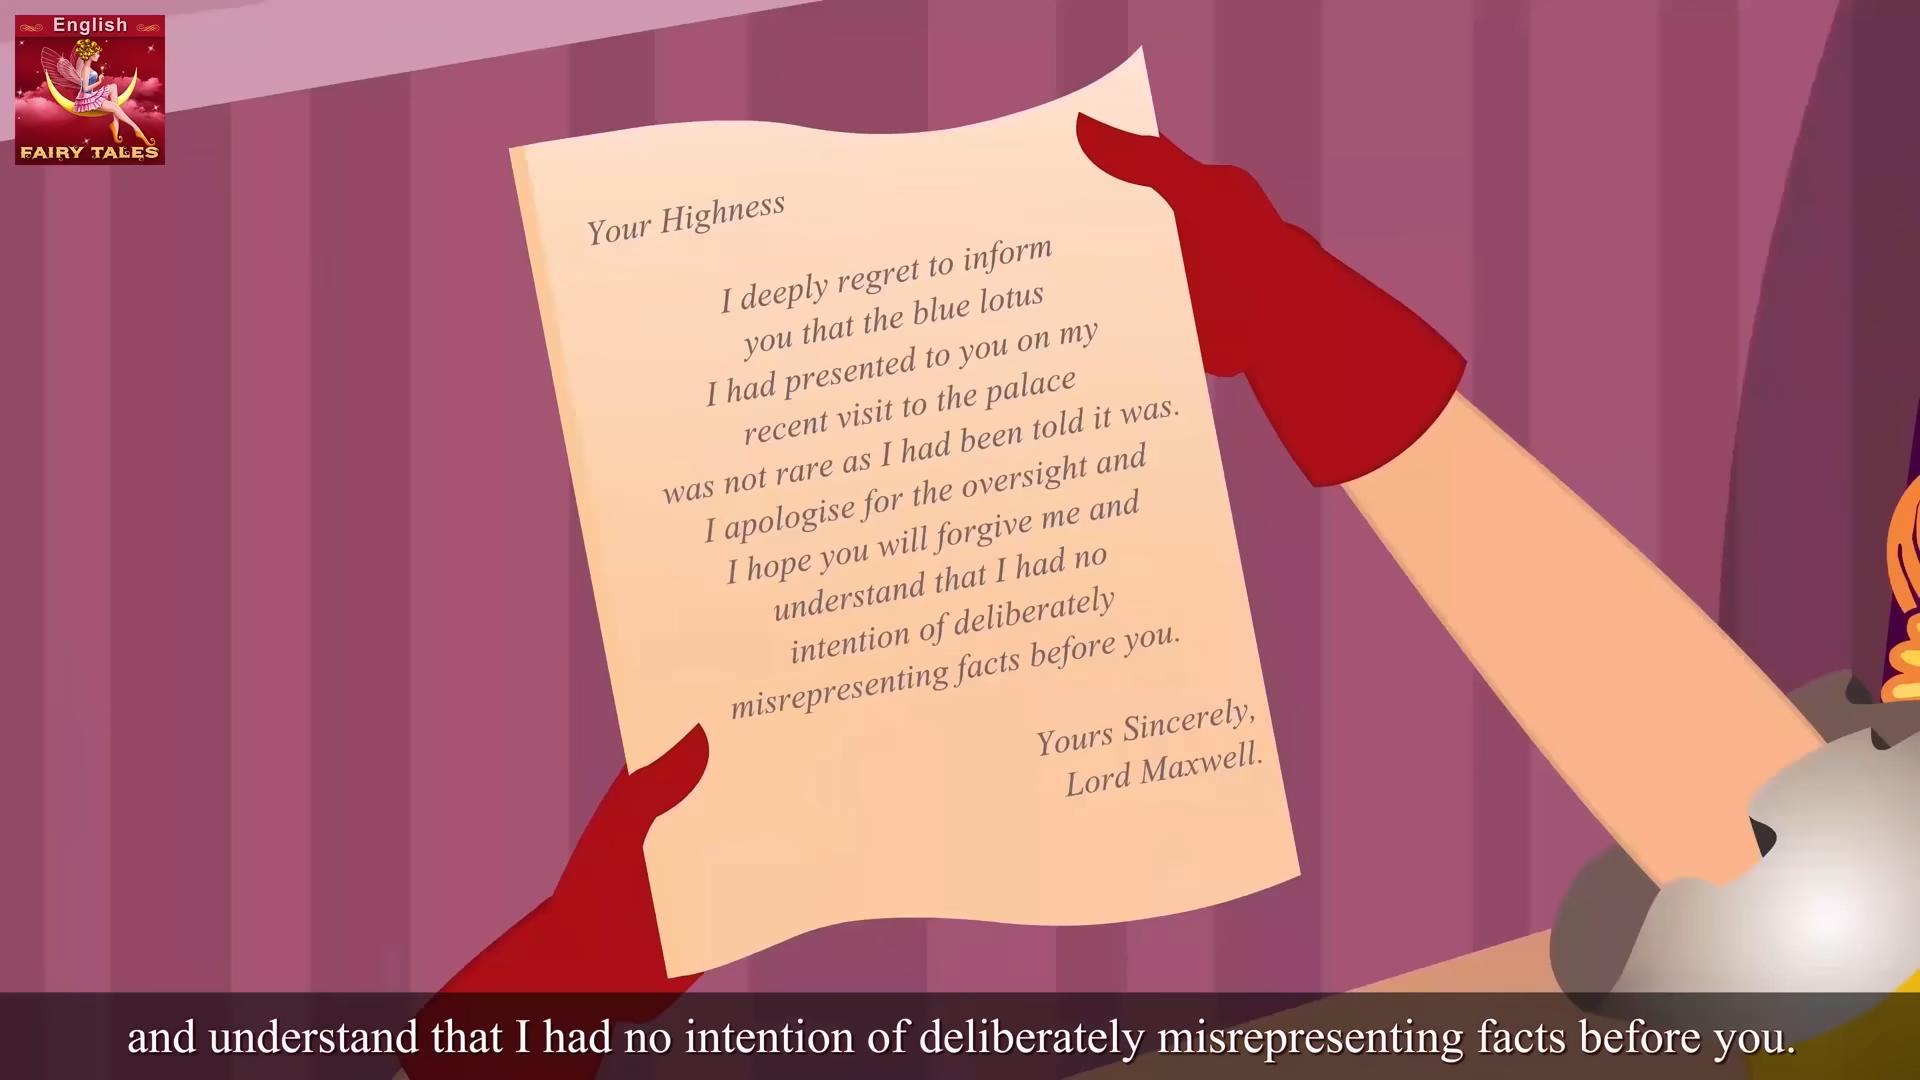 English
FAIRY TALES
Your Highness
I deeply regret to inform
you that the blue lotus
I had presented to you on my
recent visit to the palace
was not rare as I had been told it was.
I apologise for the oversight and
I hope you will forgive me and
understand that I had no
intention of deliberately
misrepresenting facts before you.
Yours Sincerely,
Lord Maxwell.
and understand that I had no intention of deliberately misrepresenting facts before you.